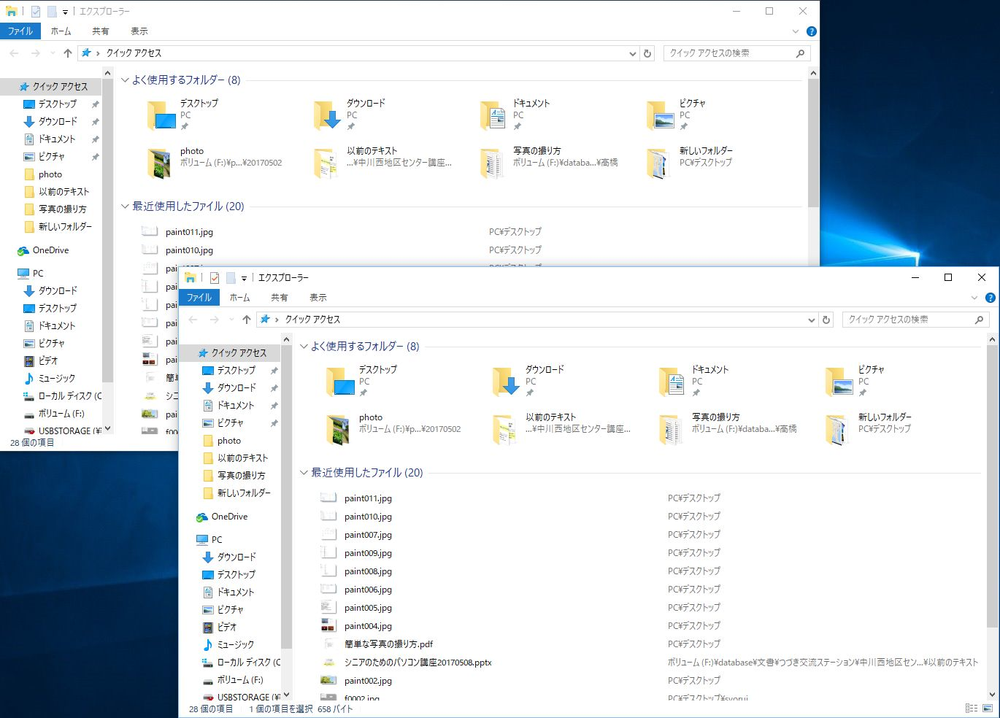 エクスプローラー
ファイル ホーム 共有 表示
クイック アクセス クイック アクセスの検索
クイック アクセス
デスクトップ
ダウンロード
ドキュメント
ピクチャ
photo
以前のテキスト
写真の撮り方
新しいフォルダー
OneDrive
PC
ダウンロード
デスクトップ
ドキュメント
ピクチャ
ビデオ
ミュージック
ローカル ディスク (C
ボリューム (F:)
USBSTORAGE (
28 個の項目
よく使用するフォルダー (8)
デスクトップ
PC
ダウンロード
PC
ドキュメント
PC
ピクチャ
PC
photo
ボリューム (F:)¥p...¥20170502
以前のテキスト
...¥中川西地区センター講座...
写真の撮り方
ボリューム (F:)¥databa...¥高橋
新しいフォルダー
PC¥デスクトップ
最近使用したファイル (20)
paint011.jpg PC¥デスクトップ
paint010.jpg PC¥デスクトップ
pai
pai
pai
pai
pai
簡単
シニ
pai
エクスプローラー
ファイル ホーム 共有 表示
クイック アクセス クイック アクセスの検索
クイック アクセス
デスクトップ
ダウンロード
ドキュメント
ピクチャ
photo
以前のテキスト
写真の撮り方
新しいフォルダー
OneDrive
PC
ダウンロード
デスクトップ
ドキュメント
ピクチャ
ビデオ
ミュージック
ローカル ディスク (C
ボリューム (F:)
USBSTORAGE (
よく使用するフォルダー (8)
デスクトップ
PC
ダウンロード
PC
ドキュメント
PC
ピクチャ
PC
photo
ボリューム (F:)¥p...¥20170502
以前のテキスト
...¥中川西地区センター講座...
写真の撮り方
ボリューム (F:)¥databa...¥高橋
新しいフォルダー
PC¥デスクトップ
最近使用したファイル (20)
paint011.jpg PC¥デスクトップ
paint010.jpg PC¥デスクトップ
paint007.jpg PC¥デスクトップ
paint009.jpg PC¥デスクトップ
paint008.jpg PC¥デスクトップ
paint006.jpg PC¥デスクトップ
paint005.jpg PC¥デスクトップ
paint004.jpg PC¥デスクトップ
簡単な写真の撮り方.pdf PC¥デスクトップ
シニアのためのパソコン講座20170508.pptx ボリューム (F:)¥database¥文書¥つづき交流ステーション¥中川西地区セン...¥以前のテキスト
paint002.jpg PC¥デスクトップ
f0002.jpg PC¥デスクトップ¥syorui
28 個の項目 1 個の項目を選択 658 バイト